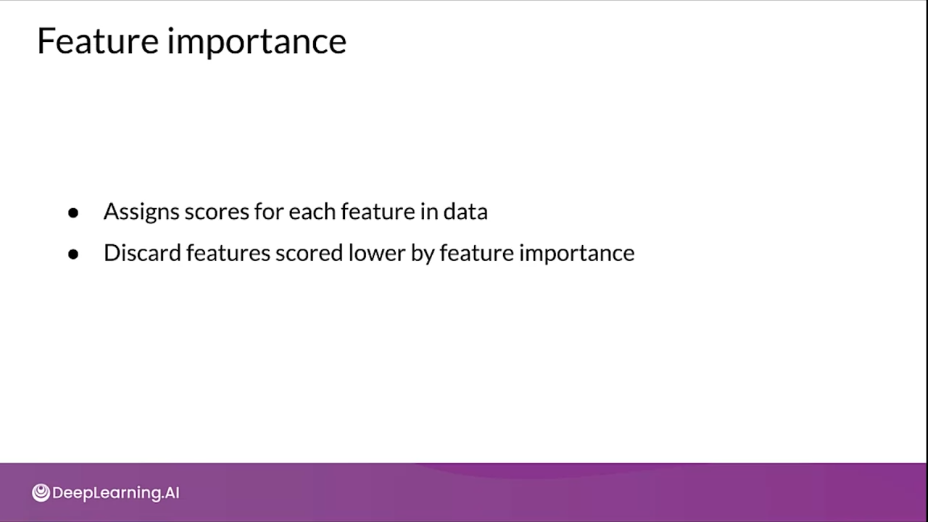 Feature importance
● Assigns scores for each feature in data
● Discard features scored lower by feature importance
DeepLearning.AI